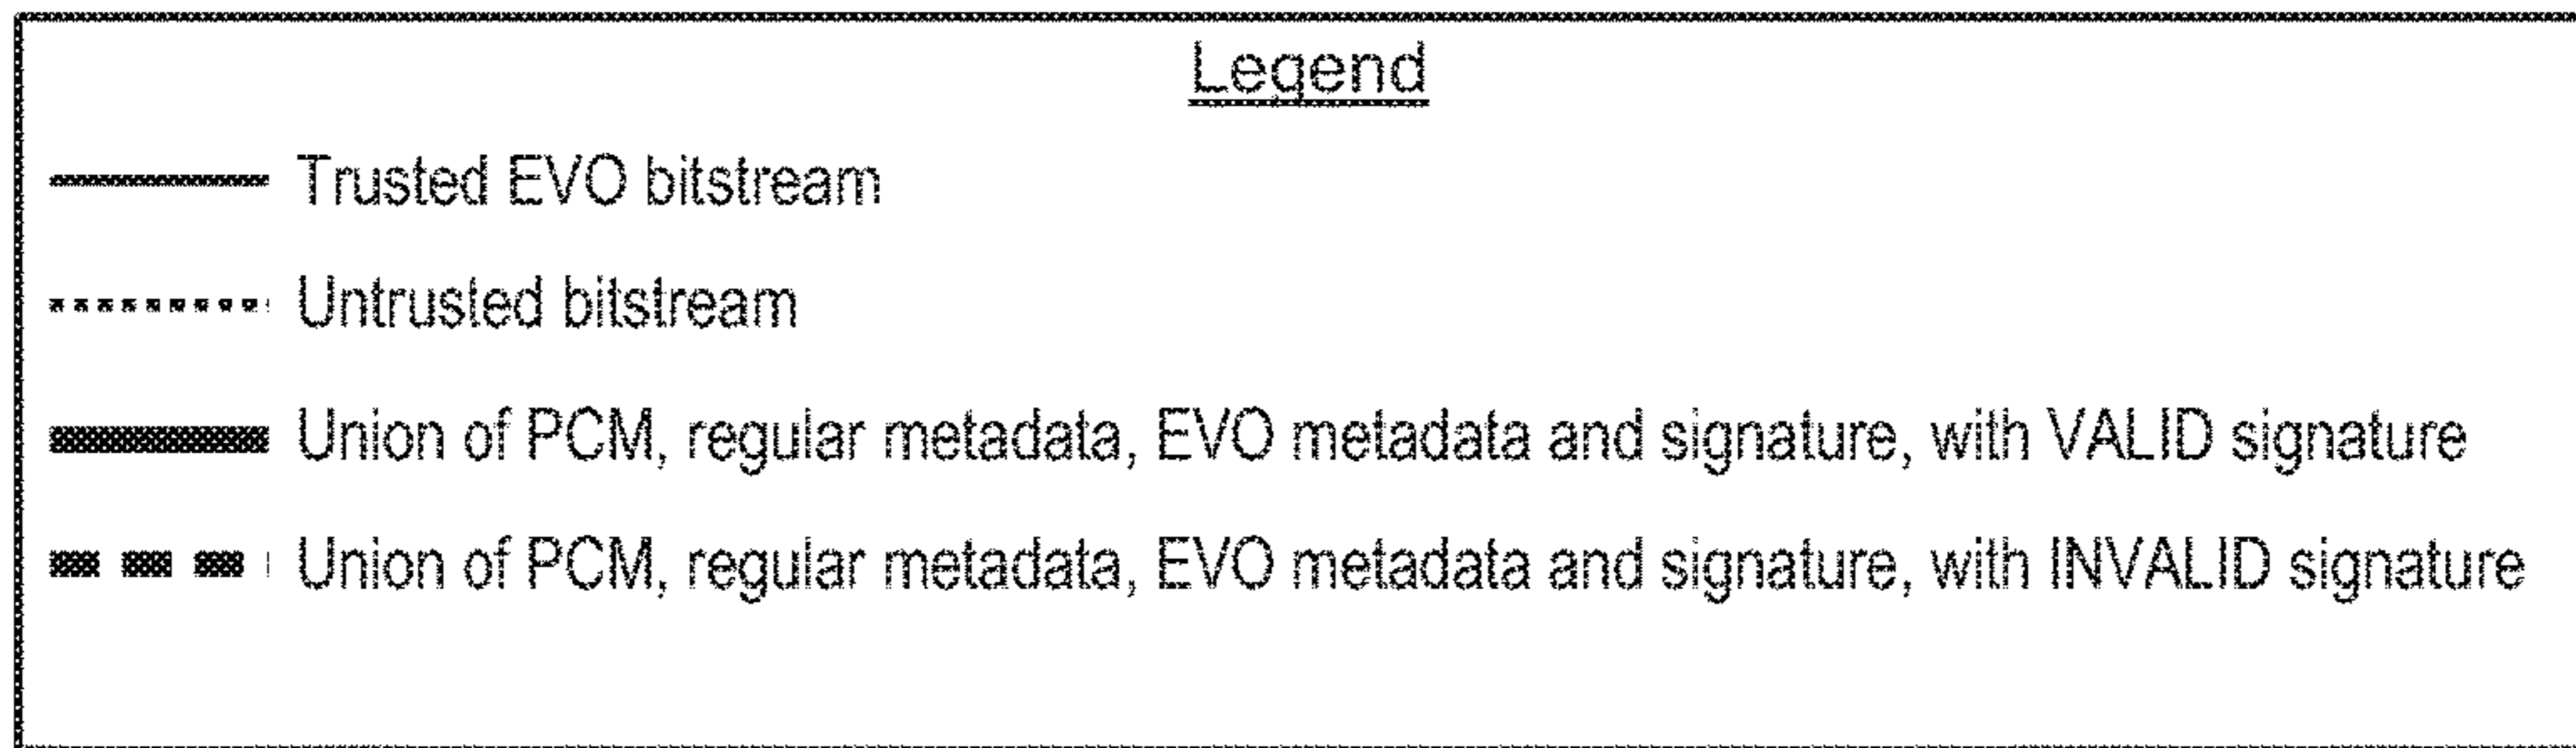 Legend
Trusted EVO bitstream
Untrusted bitstream
Union of PCM, regular metadata, EVO metadata and signature, with VALID signature
Union of PCM, regular metadata, EVO metadata and signature, with INVALID signature